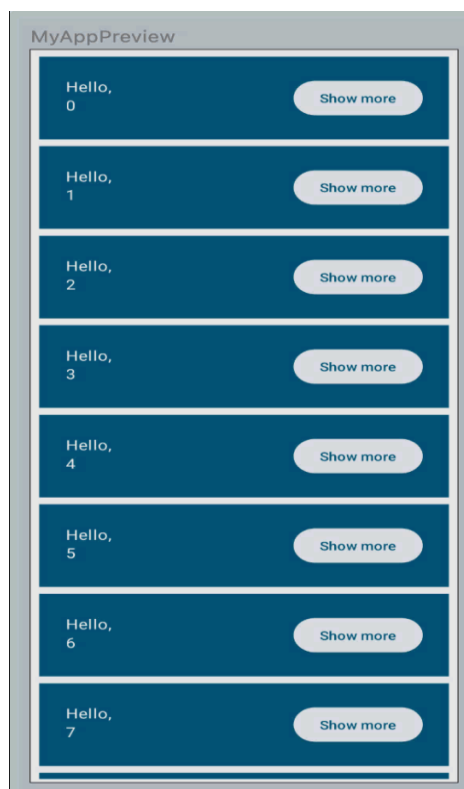 MyAppPreview
Hello,
0
Show more
Hello,
1
Show more
Hello,
2
Show more
Hello,
3
Show more
Hello,
4
Show more
Hello,
5
Show more
Hello,
6
Show more
Hello,
7
Show more